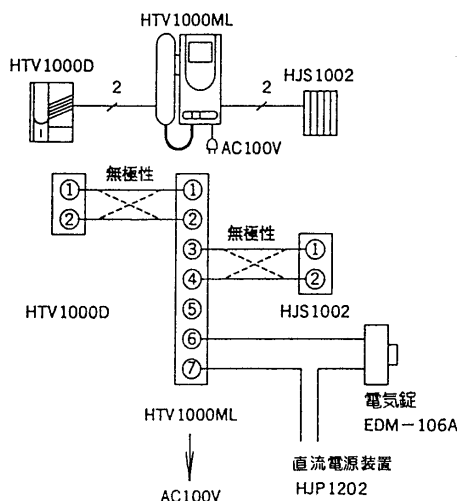 HTV1000ML
HTV1000D
2
2
HJS1002
AC100V
無極性
① ①
② ②
無極性
③ ①
④ ②
⑤
HTV1000D
HJS1002
⑥
⑦
電気錠
EDM-106A
HTV1000ML
直流電源装置
HJP1202
AC100V